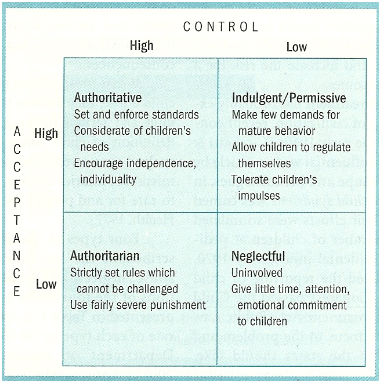 CONTROL
High
Low
ACCEPTANCE
High
Authoritative
Set and enforce standards
Considerate of children's
needs
Encourage independence,
individuality
Indulgent/Permissive
Make few demands for
mature behavior
Allow children to regulate
themselves
Tolerate children's
impulses
Low
Authoritarian
Strictly set rules which
cannot be challenged
Use fairly severe punishment
Neglectful
Uninvolved
Give little time, attention,
emotional commitment
to children